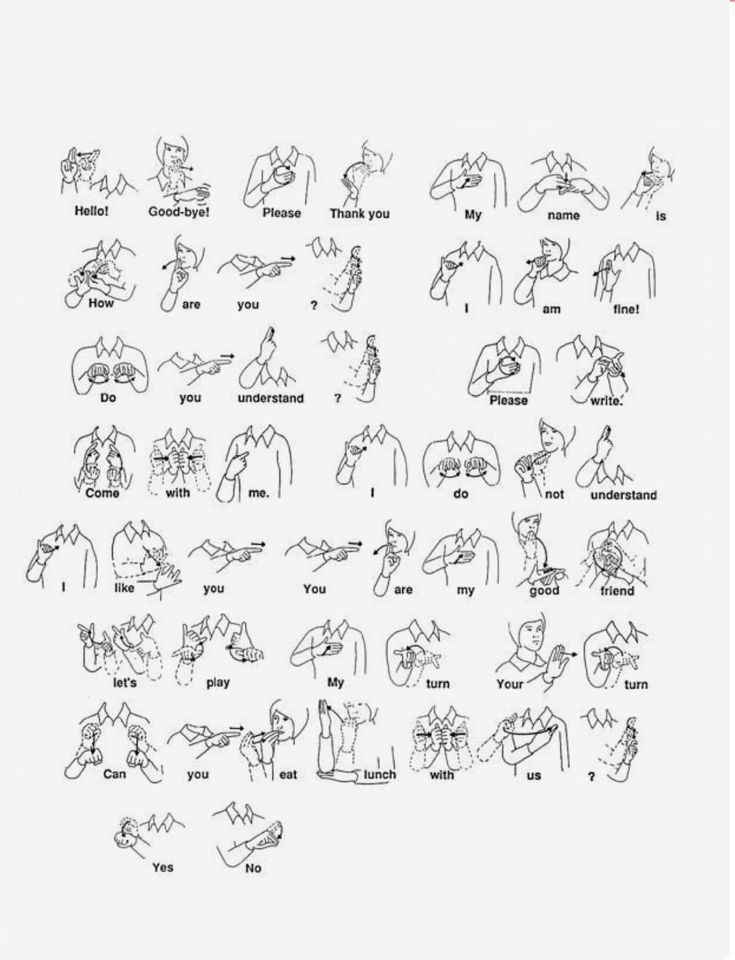 Hello! Good-bye! Please Thank you My name is
How are you ? I am fine!
Do you understand ? Please write.
Come with me. I do not understand
I like you You are my good friend
let's play My turn Your turn
Can you eat lunch with us ?
Yes No